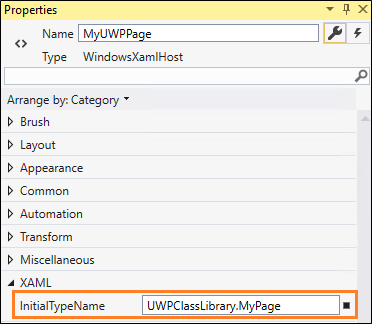 Properties
Name MyUWPPage
Type WindowsXamlHost
Arrange by: Category
Brush
Layout
Appearance
Common
Automation
Transform
Miscellaneous
XAML
InitialTypeName UWPClassLibrary.MyPage